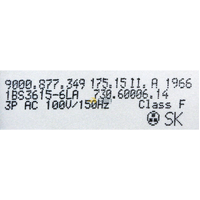 9000.877.349 175.15 II. A 1966
1BS3615-6LA 730.60006.14
3P AC 100V/150Hz Class F
SK